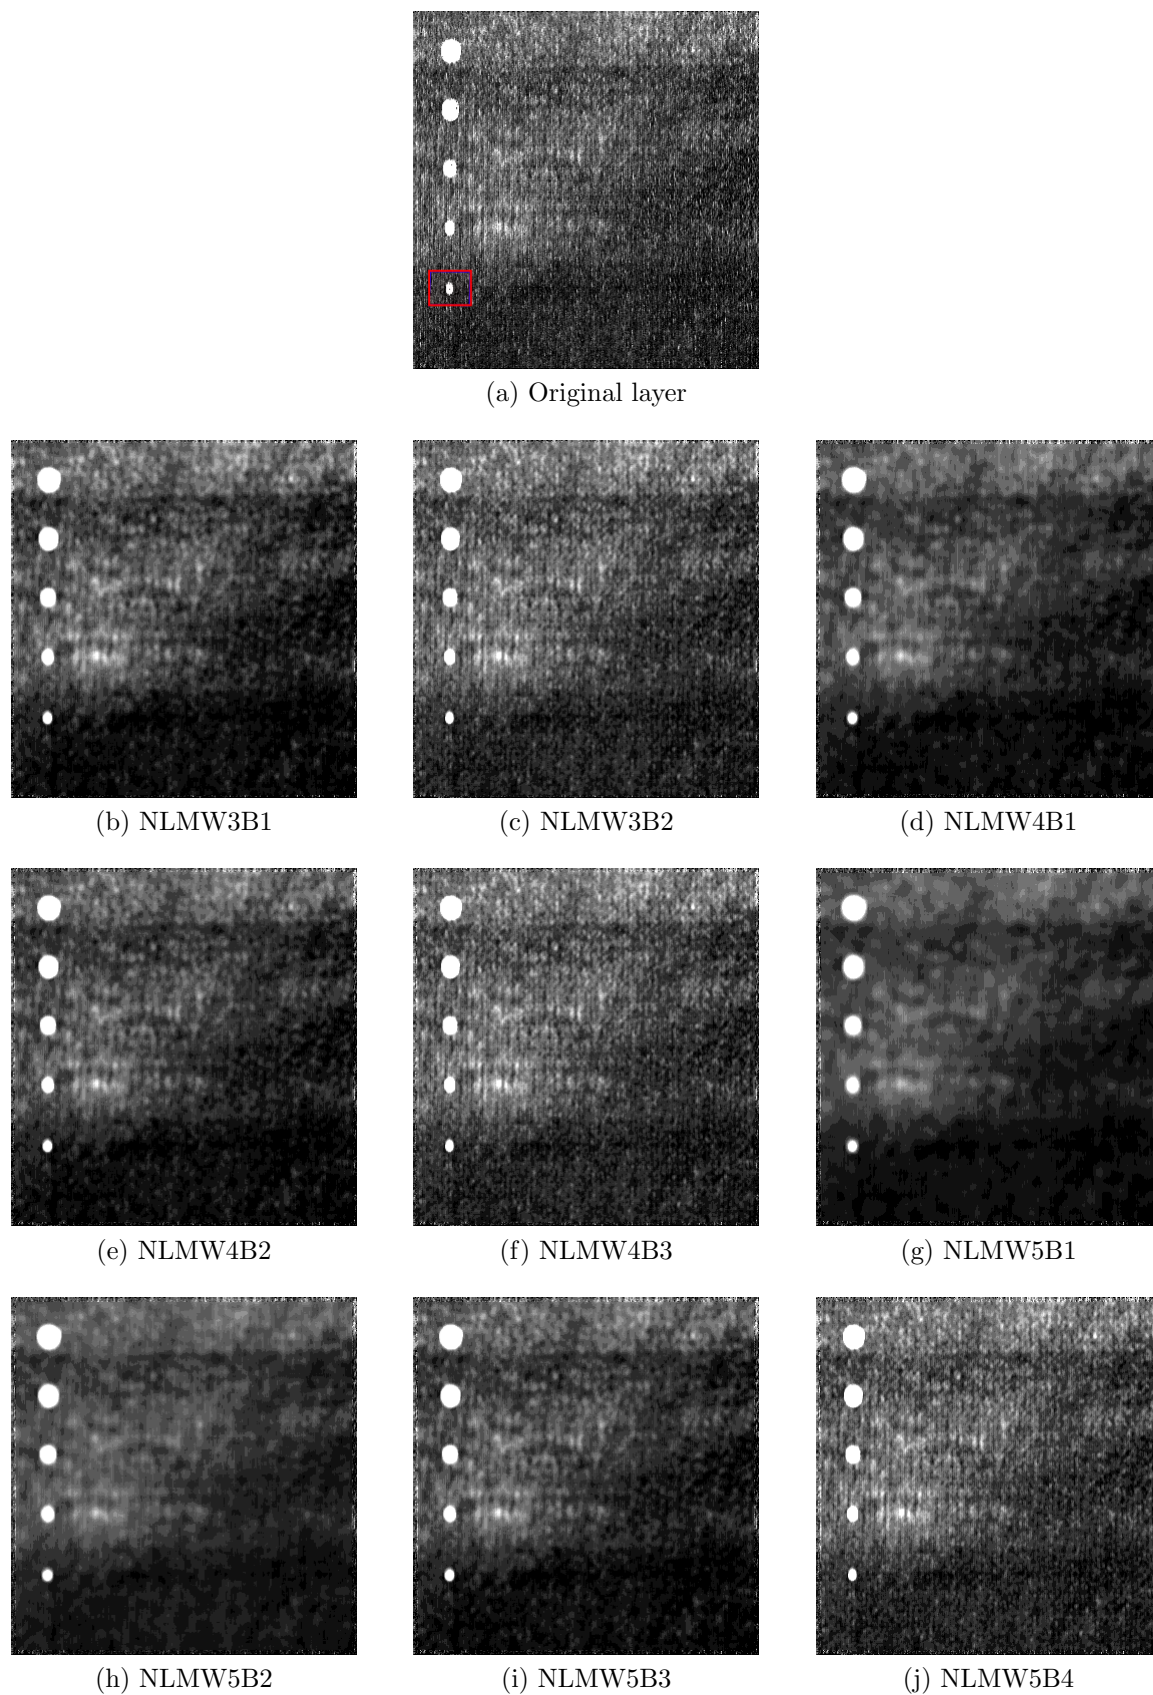 (a) Original layer
(b) NLMW3B1
(c) NLMW3B2
(d) NLMW4B1
(e) NLMW4B2
(f) NLMW4B3
(g) NLMW5B1
(h) NLMW5B2
(i) NLMW5B3
(j) NLMW5B4